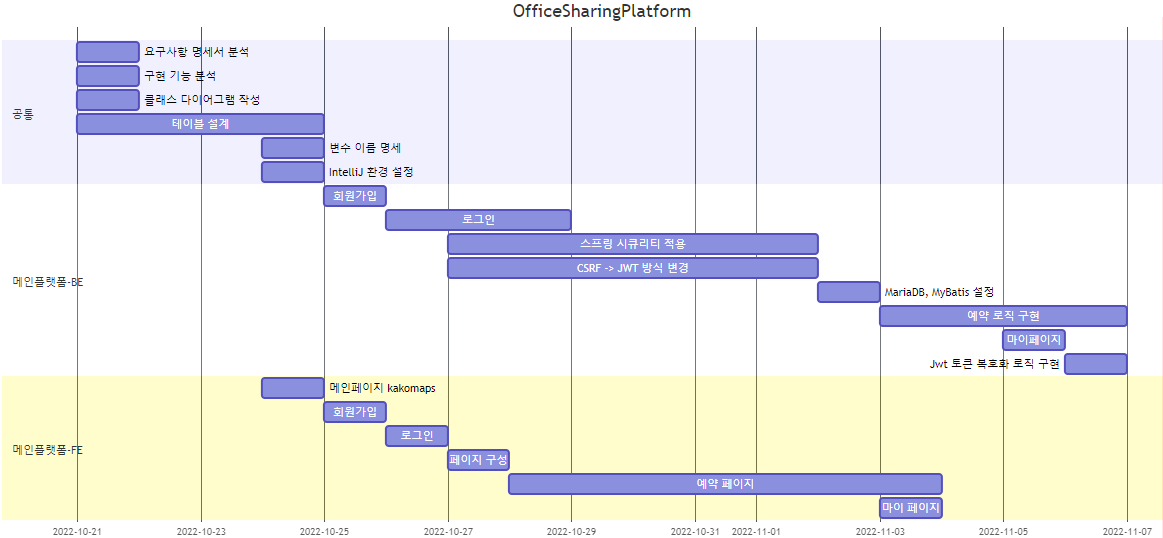 OfficeSharingPlatform
공통
요구사항 명세서 분석
구현 기능 분석
클래스 다이어그램 작성
테이블 설계
변수 이름 명세
IntelliJ 환경 설정
메인플랫폼-BE
회원가입
로그인
스프링 시큐리티 적용
CSRF -> JWT 방식 변경
MariaDB, MyBatis 설정
예약 로직 구현
마이페이지
Jwt 토큰 복호화 로직 구현
메인플랫폼-FE
메인페이지 kakomaps
회원가입
로그인
페이지 구성
예약 페이지
마이 페이지
2022-10-21 2022-10-23 2022-10-25 2022-10-27 2022-10-29 2022-10-31 2022-11-01 2022-11-03 2022-11-05 2022-11-07